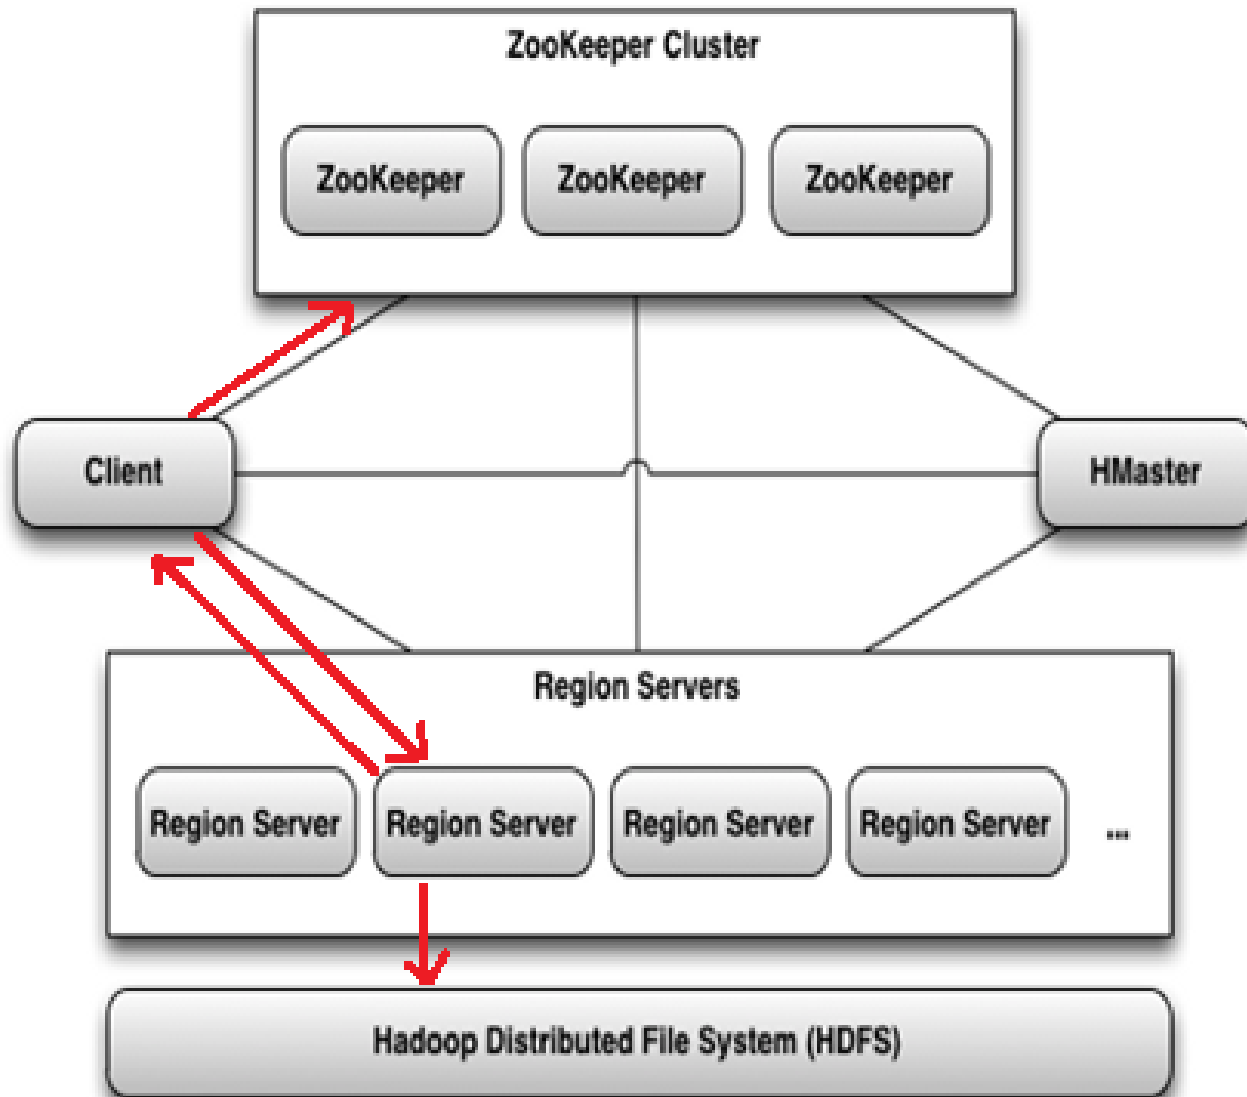 ZooKeeper Cluster
ZooKeeper
ZooKeeper
ZooKeeper
Client
HMaster
Region Servers
Region Server
Region Server
Region Server
Region Server
...
Hadoop Distributed File System (HDFS)